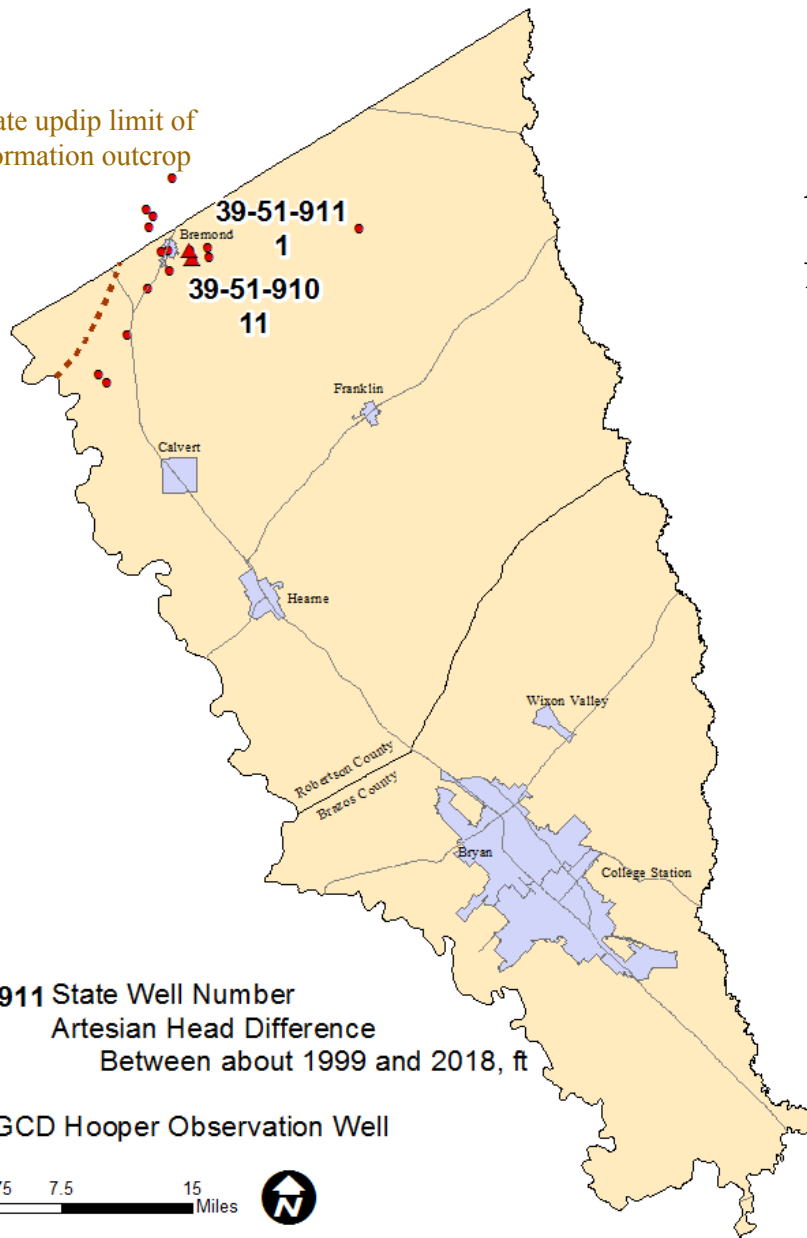 ate updip limit of
ormation outcrop
39-51-911
1
Bremond
39-51-910
11
Franklin
Calvert
Hearne
Wixon Valley
Robertson County
Brazos County
Bryan
College Station
911 State Well Number
Artesian Head Difference
Between about 1999 and 2018, ft
GCD Hooper Observation Well
75 7.5 15
Miles
N